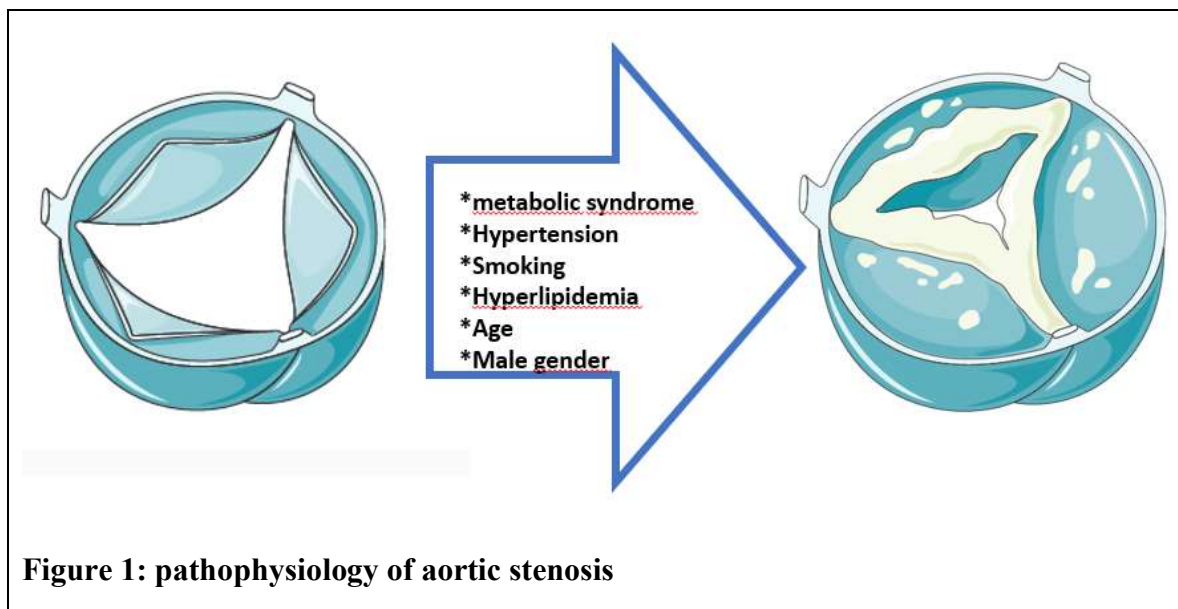 *metabolic syndrome
*Hypertension
*Smoking
*Hyperlipidemia
*Age
*Male gender
Figure 1: pathophysiology of aortic stenosis